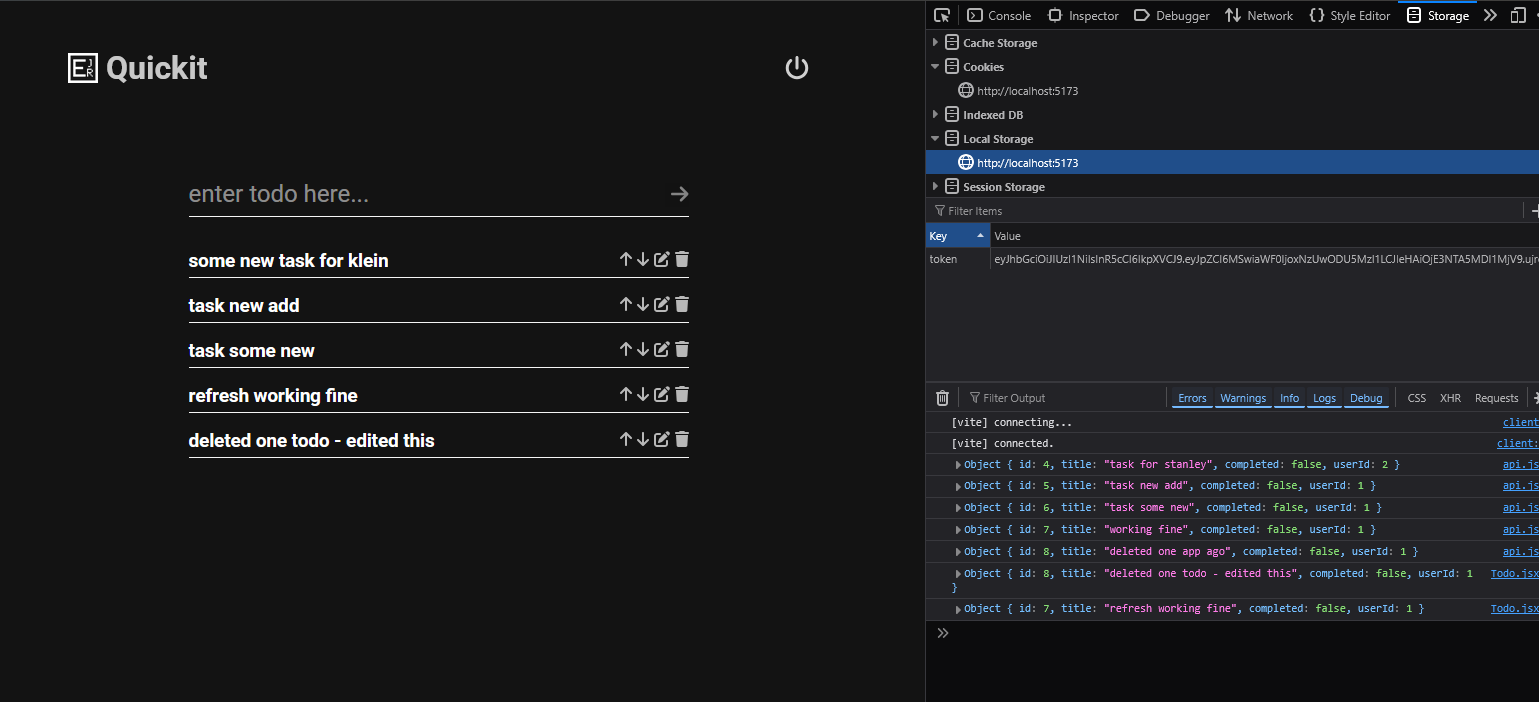 EJR Quickit
enter todo here...
some new task for klein
task new add
task some new
refresh working fine
deleted one todo - edited this
Console Inspector Debugger Network Style Editor Storage
Cache Storage
Cookies
http://localhost:5173
Indexed DB
Local Storage
http://localhost:5173
Session Storage
Filter Items
Key Value
token
Filter Output Errors Warnings Info Logs Debug CSS XHR Requests
[vite] connecting... client
[vite] connected. client:
Object { id: 4, title: "task for stanley", completed: false, userId: 2 } api.js
Object { id: 5, title: "task new add", completed: false, userId: 1 } api.js
Object { id: 6, title: "task some new", completed: false, userId: 1 } api.js
Object { id: 7, title: "working fine", completed: false, userId: 1 } api.js
Object { id: 8, title: "deleted one app ago", completed: false, userId: 1 } api.js
Object { id: 8, title: "deleted one todo - edited this", completed: false, userId: 1 Todo.jsx
}
Object { id: 7, title: "refresh working fine", completed: false, userId: 1 } Todo.jsx